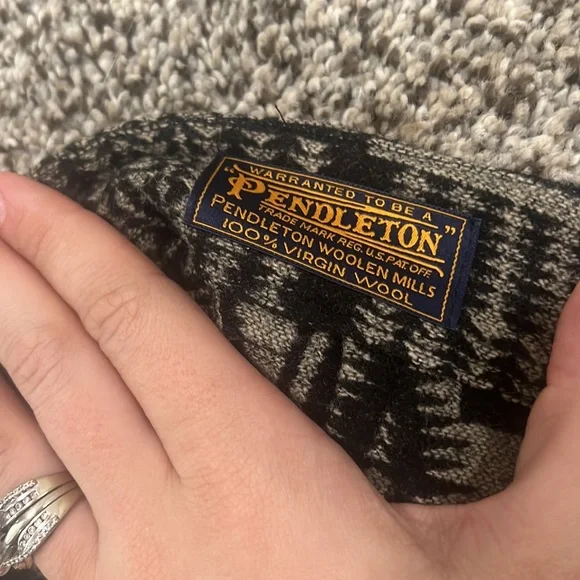 WARRANTED TO BE A
"PENDLETON"
TRADE MARK REG. U.S. PAT. OFF.
PENDLETON WOOLEN MILLS
100% VIRGIN WOOL